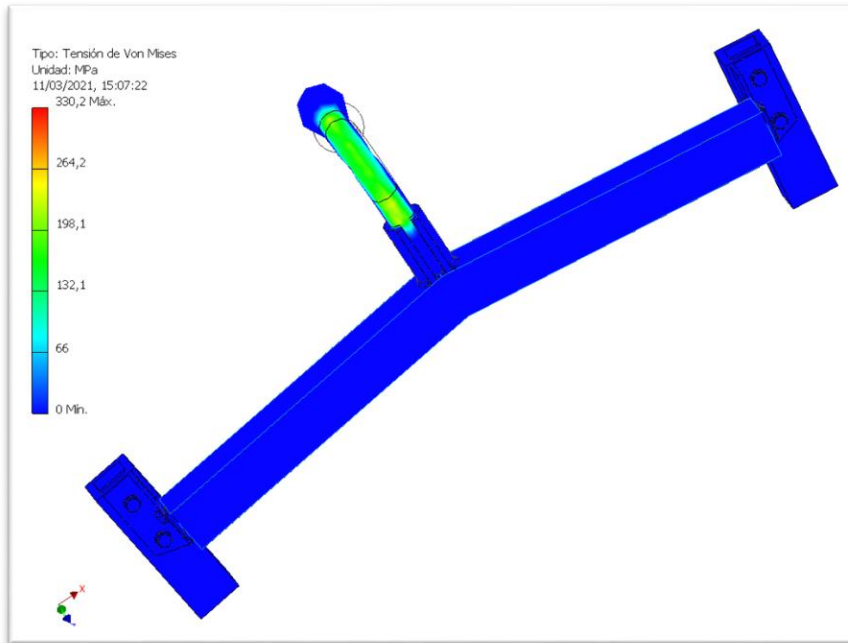 Tipo: Tensión de Von Mises
Unidad: MPa
11/03/2021, 15:07:22
330,2 Máx.
264,2
198,1
132,1
66
0 Mín.
X